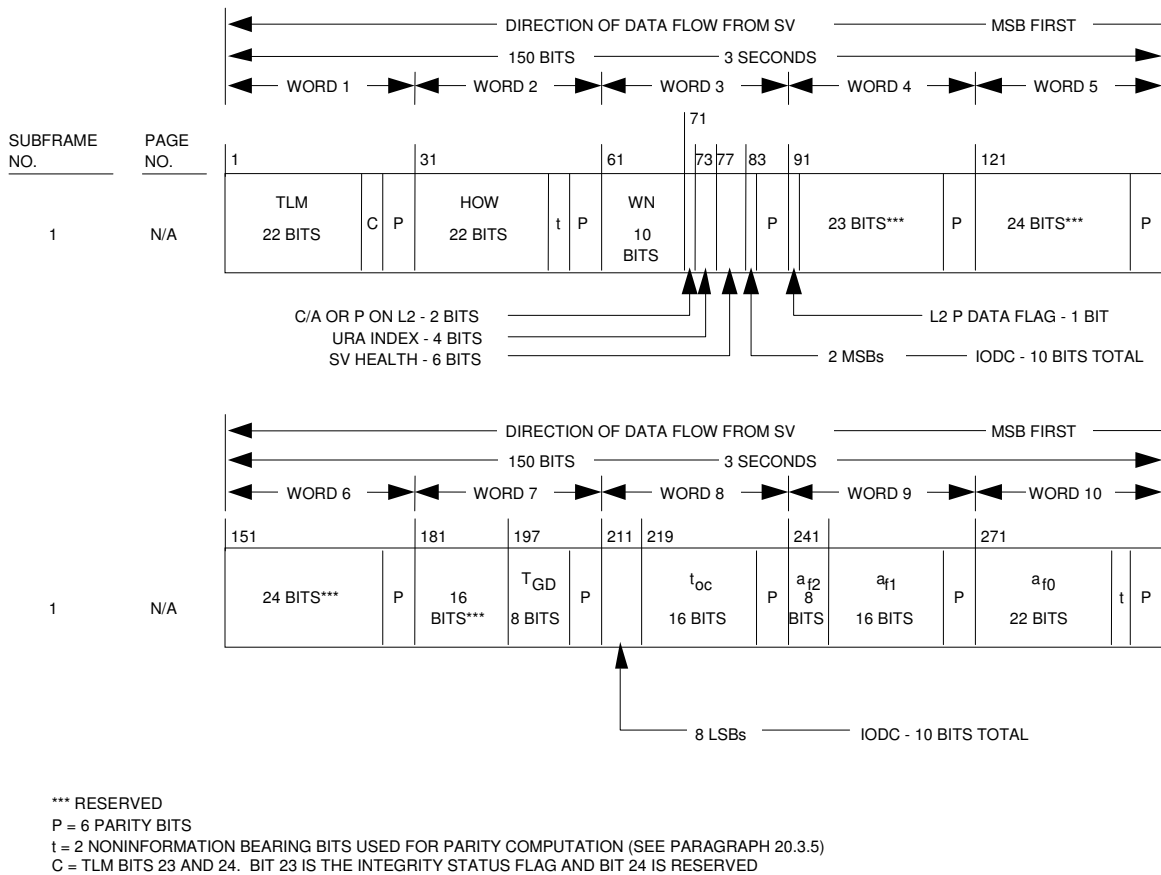 DIRECTION OF DATA FLOW FROM SV MSB FIRST
150 BITS 3 SECONDS
WORD 1 WORD 2 WORD 3 WORD 4 WORD 5
SUBFRAME NO.
PAGE NO.
71
1 31 61 73 77 83 91 121
1 N/A
TLM 22 BITS
C
P
HOW 22 BITS
t
P
WN 10 BITS
P
23 BITS***
P
24 BITS***
P
C/A OR P ON L2 - 2 BITS
URA INDEX - 4 BITS
SV HEALTH - 6 BITS
L2 P DATA FLAG - 1 BIT
2 MSBs IODC - 10 BITS TOTAL
DIRECTION OF DATA FLOW FROM SV MSB FIRST
150 BITS 3 SECONDS
WORD 6 WORD 7 WORD 8 WORD 9 WORD 10
151 181 197 211 219 241 271
1 N/A
24 BITS***
P
16 BITS***
TGD 8 BITS
P
toc 16 BITS
P
af2 8 BITS
af1 16 BITS
P
af0 22 BITS
t
P
8 LSBs IODC - 10 BITS TOTAL
*** RESERVED
P = 6 PARITY BITS
t = 2 NONINFORMATION BEARING BITS USED FOR PARITY COMPUTATION (SEE PARAGRAPH 20.3.5)
C = TLM BITS 23 AND 24. BIT 23 IS THE INTEGRITY STATUS FLAG AND BIT 24 IS RESERVED